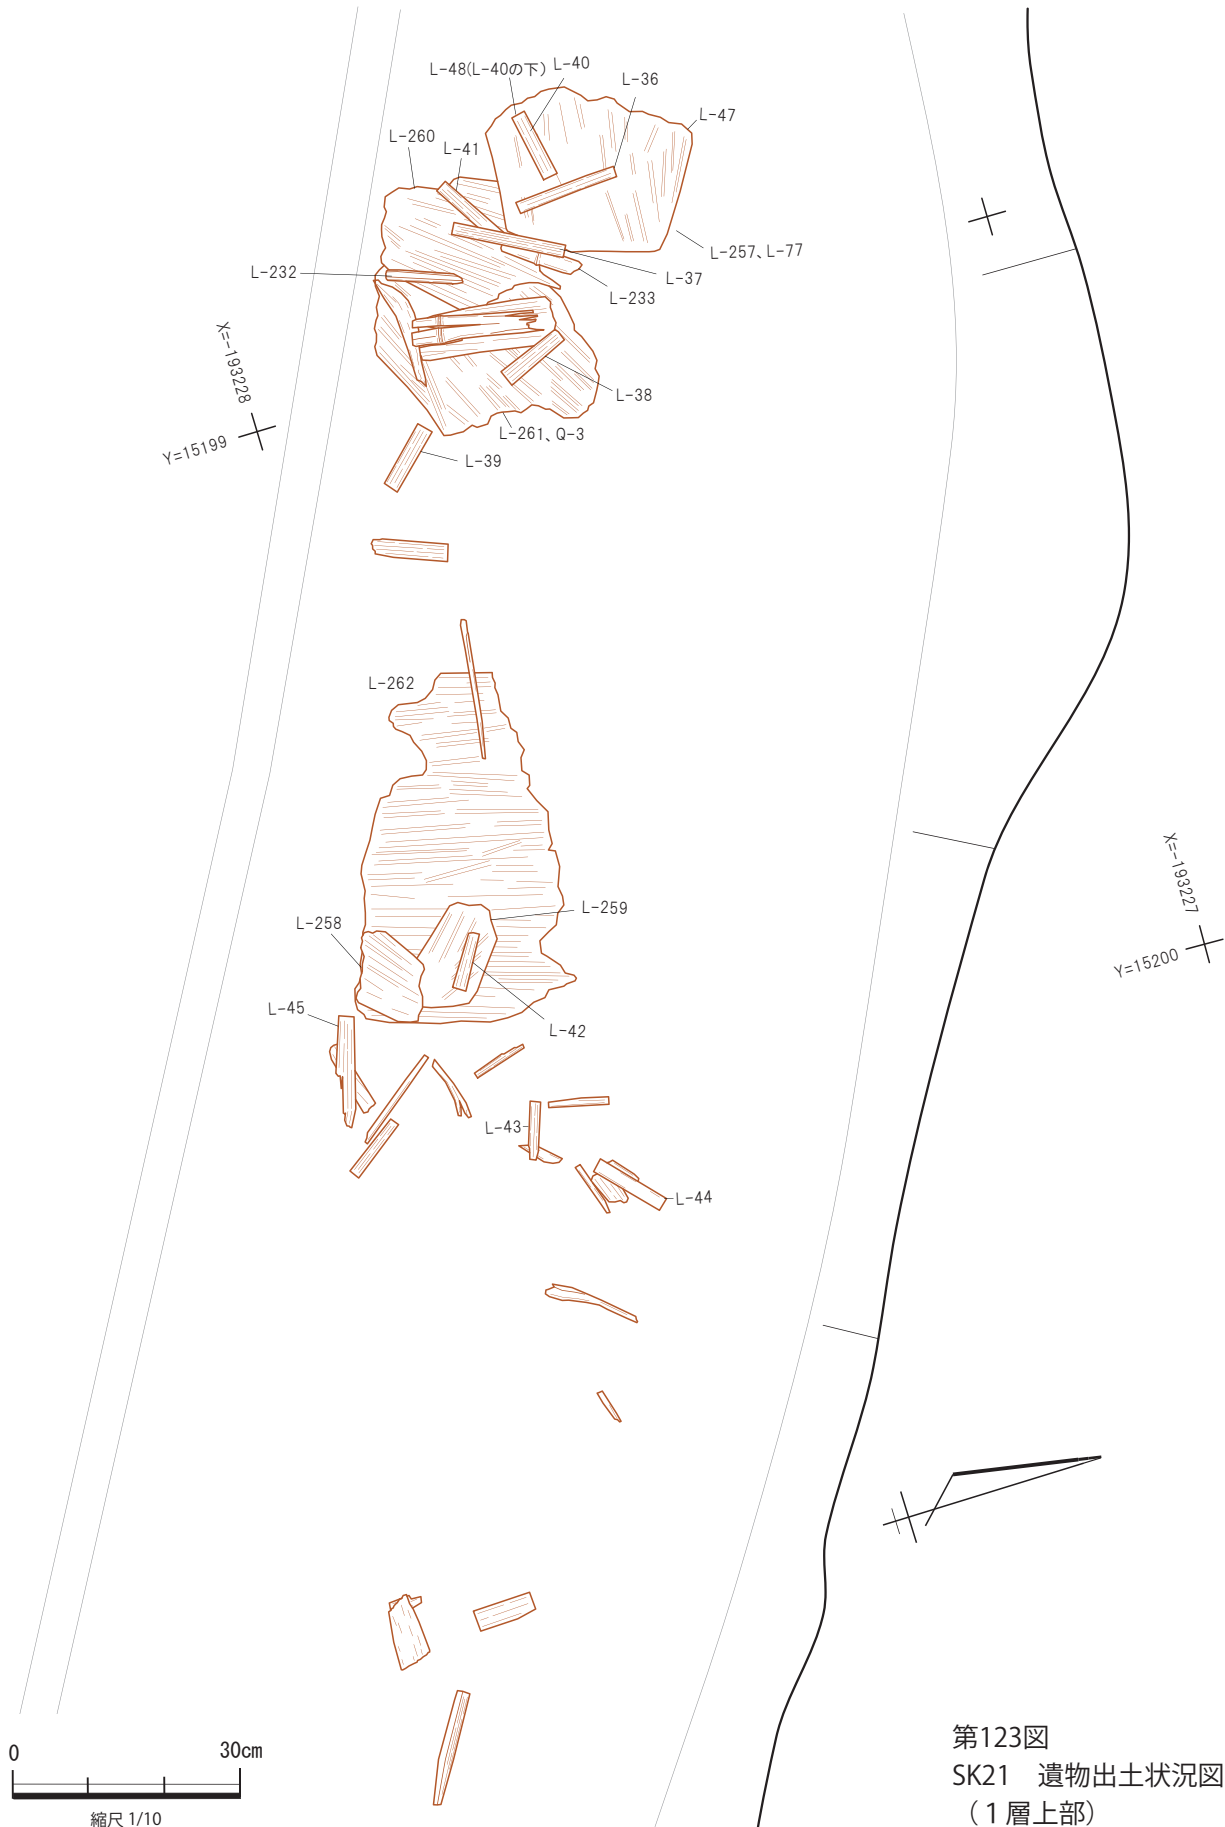 L-48(L-40の下)
L-40
L-36
L-47
L-260
L-41
L-257、L-77
L-232
L-37
L-233
X=-193228
L-38
Y=15199
L-261、Q-3
L-39
L-262
X=-193227
L-259
L-258
Y=15200
L-45
L-42
L-43
L-44
0 30cm
縮尺 1/10
第123図
SK21 遺物出土状況図
（１層上部）